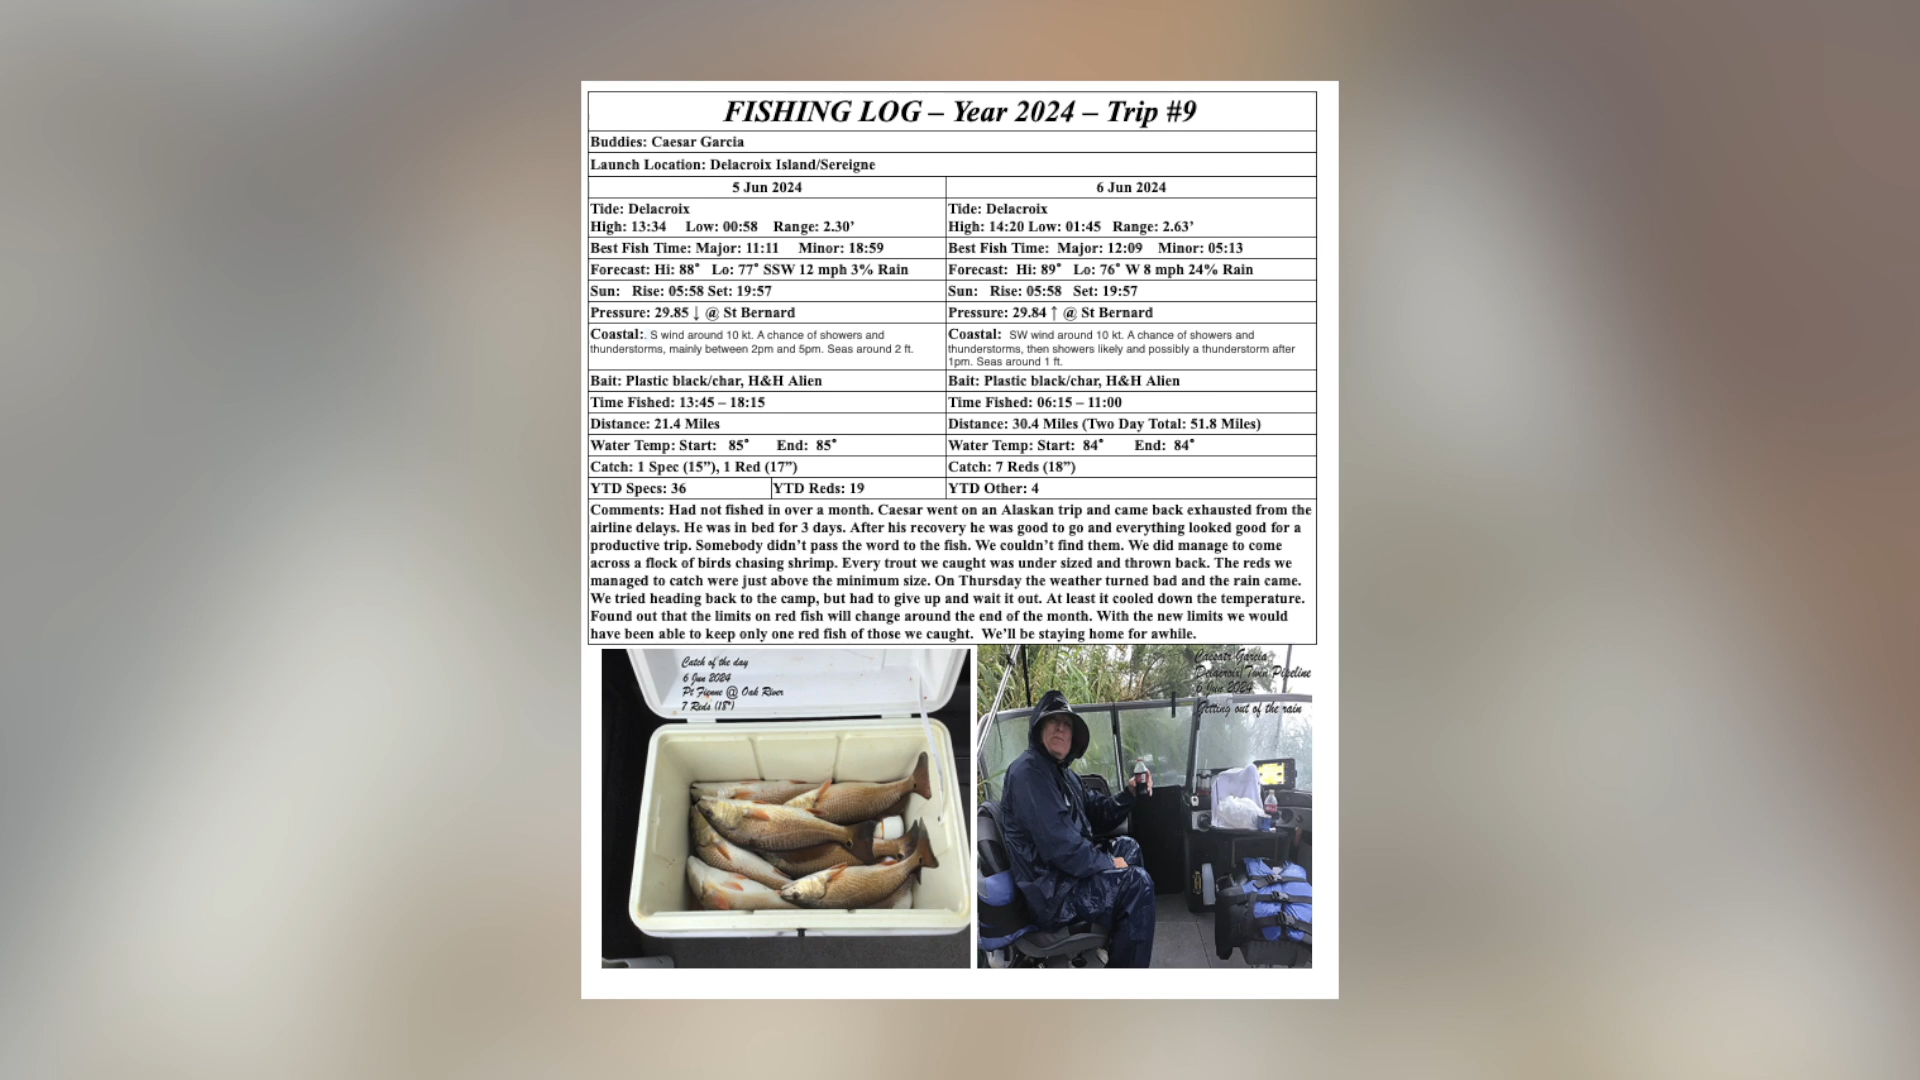 FISHING LOG – Year 2024 – Trip #9
Buddies: Caesar Garcia
Launch Location: Delacroix Island/Sereigne
5 Jun 2024
6 Jun 2024
Tide: Delacroix
High: 13:34 Low: 00:58 Range: 2.30’
Tide: Delacroix
High: 14:20 Low: 01:45 Range: 2.63’
Best Fish Time: Major: 11:11 Minor: 18:59
Best Fish Time: Major: 12:09 Minor: 05:13
Forecast: Hi: 88˚ Lo: 77˚ SSW 12 mph 3% Rain
Forecast: Hi: 89˚ Lo: 76˚ W 8 mph 24% Rain
Sun: Rise: 05:58 Set: 19:57
Sun: Rise: 05:58 Set: 19:57
Pressure: 29.85 ↓ @ St Bernard
Pressure: 29.84 ↑ @ St Bernard
Coastal:. S wind around 10 kt. A chance of showers and
thunderstorms, mainly between 2pm and 5pm. Seas around 2 ft.
Coastal: SW wind around 10 kt. A chance of showers and
thunderstorms, then showers likely and possibly a thunderstorm after
1pm. Seas around 1 ft.
Bait: Plastic black/char, H&H Alien
Bait: Plastic black/char, H&H Alien
Time Fished: 13:45 – 18:15
Time Fished: 06:15 – 11:00
Distance: 21.4 Miles
Distance: 30.4 Miles (Two Day Total: 51.8 Miles)
Water Temp: Start: 85˚ End: 85˚
Water Temp: Start: 84˚ End: 84˚
Catch: 1 Spec (15”), 1 Red (17”)
Catch: 7 Reds (18”)
YTD Specs: 36
YTD Reds: 19
YTD Other: 4
Comments: Had not fished in over a month. Caesar went on an Alaskan trip and came back exhausted from the
airline delays. He was in bed for 3 days. After his recovery he was good to go and everything looked good for a
productive trip. Somebody didn’t pass the word to the fish. We couldn’t find them. We did manage to come
across a flock of birds chasing shrimp. Every trout we caught was under sized and thrown back. The reds we
managed to catch were just above the minimum size. On Thursday the weather turned bad and the rain came.
We tried heading back to the camp, but had to give up and wait it out. At least it cooled down the temperature.
Found out that the limits on red fish will change around the end of the month. With the new limits we would
have been able to keep only one red fish of those we caught. We’ll be staying home for awhile.
Catch of the day
6 Jun 2024
Pt Fienne @ Oak River
7 Reds (18")
Caesatr Garcia
Delacroix/Twin Pipeline
6 Jun 2024
Getting out of the rain